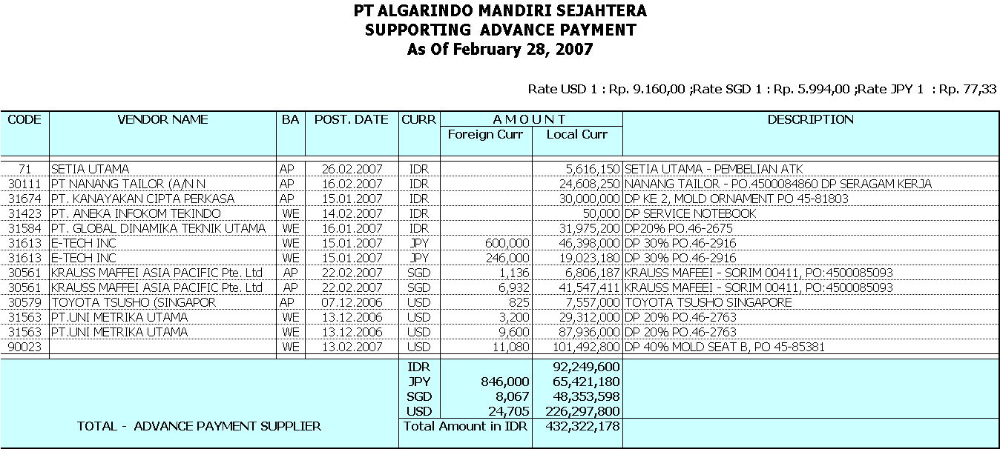 PT ALGARINDO MANDIRI SEJAHTERA
SUPPORTING ADVANCE PAYMENT
As Of February 28, 2007
Rate USD 1 : Rp. 9.160,00 ;Rate SGD 1 : Rp. 5.994,00 ;Rate JPY 1 : Rp. 77,33
CODE VENDOR NAME BA POST. DATE CURR A M O U N T DESCRIPTION
Foreign Curr Local Curr
71 SETIA UTAMA AP 26.02.2007 IDR 5,616,150 SETIA UTAMA - PEMBELIAN ATK
30111 PT NANANG TAILOR (A/N N AP 16.02.2007 IDR 24,608,250 NANANG TAILOR - PO.4500084860 DP SERAGAM KERJA
31674 PT. KANAYAKAN CIPTA PERKASA AP 15.01.2007 IDR 30,000,000 DP KE 2, MOLD ORNAMENT PO 45-81803
31423 PT. ANEKA INFOKOM TEKINDO WE 14.02.2007 IDR 50,000 DP SERVICE NOTEBOOK
31584 PT. GLOBAL DINAMIKA TEKNIK UTAMA WE 16.01.2007 IDR 31,975,200 DP20% PO.46-2675
31613 E-TECH INC WE 15.01.2007 JPY 600,000 46,398,000 DP 30% PO.46-2916
31613 E-TECH INC WE 15.01.2007 JPY 246,000 19,023,180 DP 30% PO.46-2916
30561 KRAUSS MAFFEI ASIA PACIFIC Pte. Ltd AP 22.02.2007 SGD 1,136 6,806,187 KRAUSS MAFEEI - SORIM 00411, PO:4500085093
30561 KRAUSS MAFFEI ASIA PACIFIC Pte. Ltd AP 22.02.2007 SGD 6,932 41,547,411 KRAUSS MAFEEI - SORIM 00411, PO:4500085093
30579 TOYOTA TSUSHO (SINGAPOR AP 07.12.2006 USD 825 7,557,000 TOYOTA TSUSHO SINGAPORE
31563 PT.UNI METRIKA UTAMA WE 13.12.2006 USD 3,200 29,312,000 DP 20% PO.46-2763
31563 PT.UNI METRIKA UTAMA WE 13.12.2006 USD 9,600 87,936,000 DP 20% PO.46-2763
90023 WE 13.02.2007 USD 11,080 101,492,800 DP 40% MOLD SEAT B, PO 45-85381
IDR 92,249,600
JPY 846,000 65,421,180
SGD 8,067 48,353,598
USD 24,705 226,297,800
TOTAL - ADVANCE PAYMENT SUPPLIER Total Amount in IDR 432,322,178